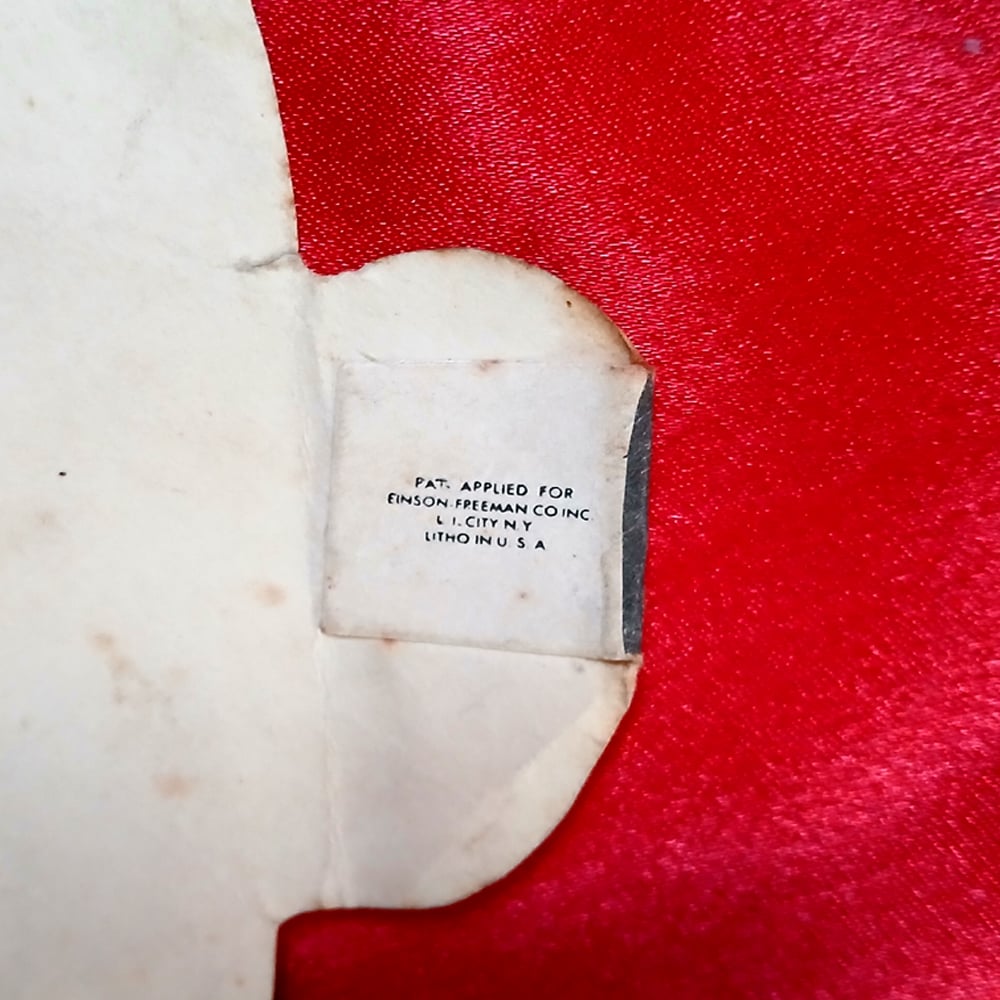 PAT. APPLIED FOR
EINSON-FREEMAN CO INC.
L. I. CITY N Y
LITHO IN U. S. A